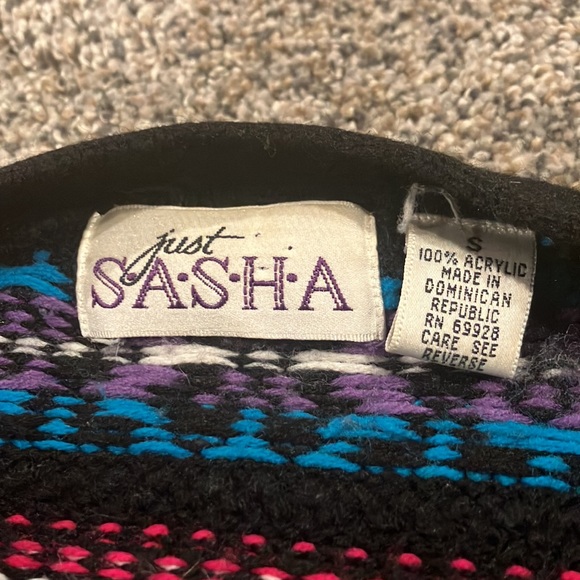 just
S·A·S·H·A
S
100% ACRYLIC
MADE IN
DOMINICAN
REPUBLIC
RN 69928
CARE SEE
REVERSE